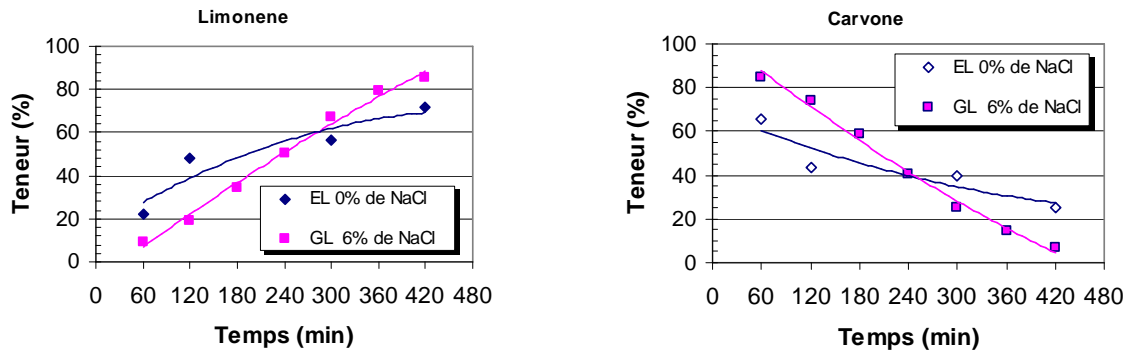 Limonene
Teneur (%)
100
80
60
40
20
0
EL 0% de NaCl
GL 6% de NaCl
0 60 120 180 240 300 360 420 480
Temps (min)
Carvone
Teneur (%)
100
80
60
40
20
0
EL 0% de NaCl
GL 6% de NaCl
0 60 120 180 240 300 360 420 480
Temps (min)